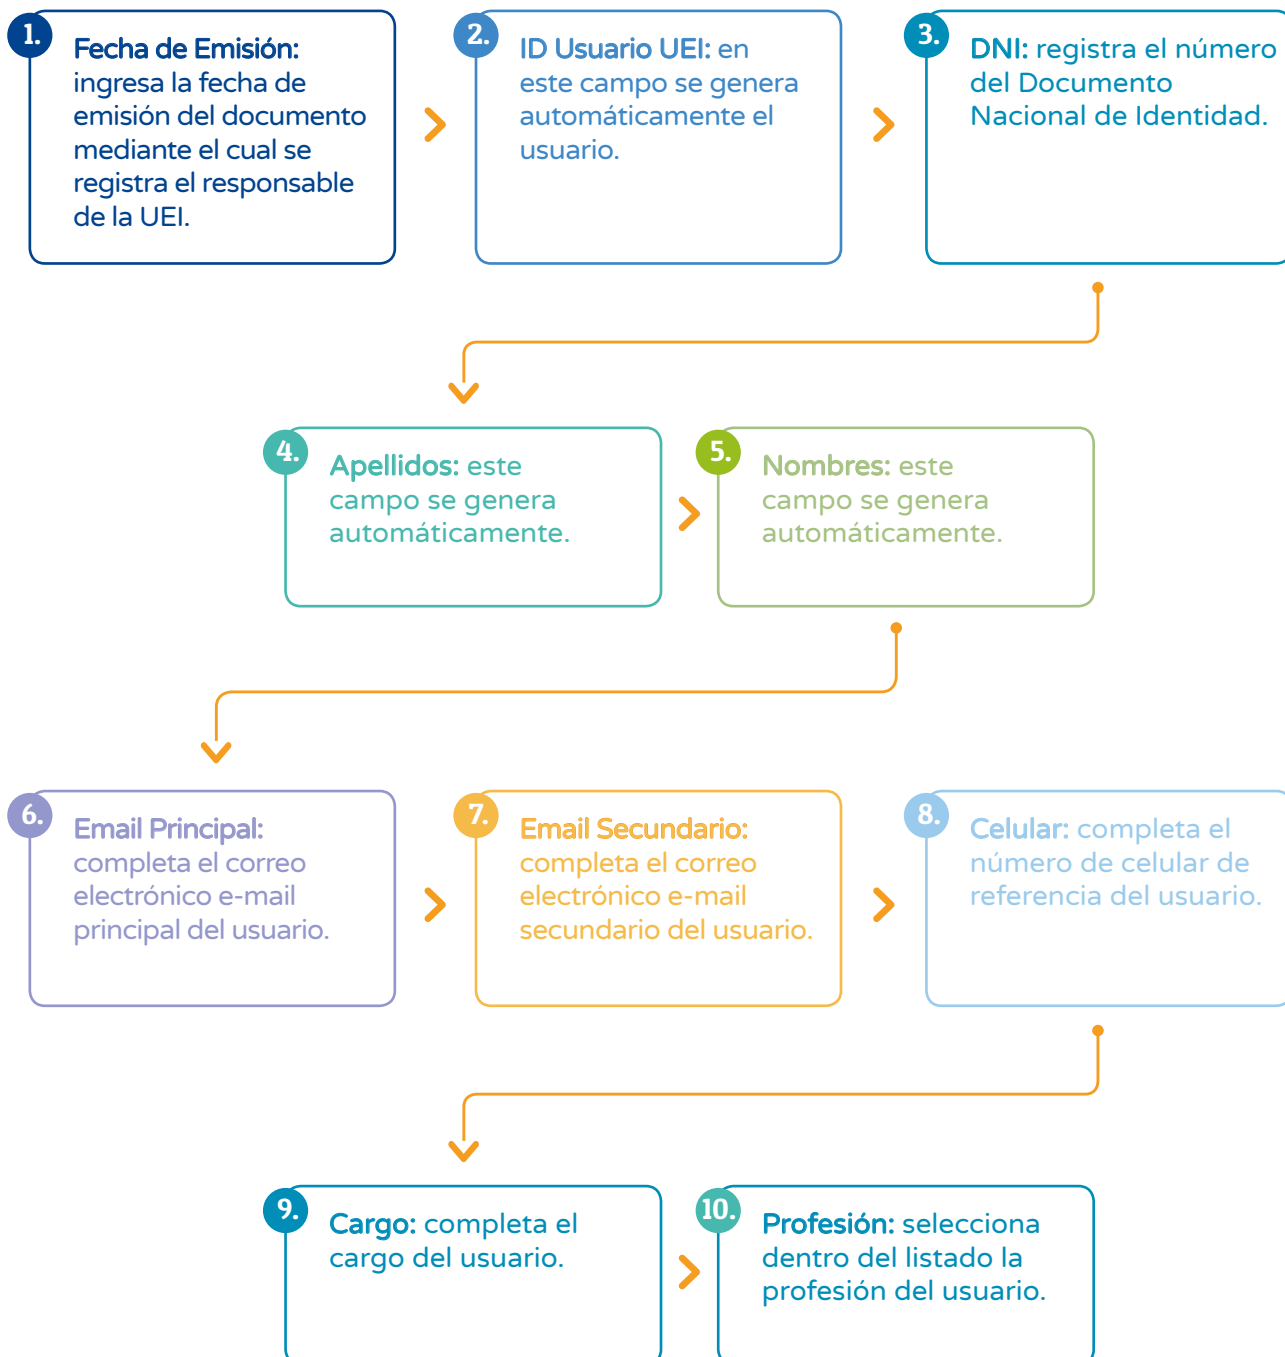 1.
Fecha de Emisión:
ingresa la fecha de
emisión del documento
mediante el cual se
registra el responsable
de la UEI.
2.
ID Usuario UEI: en
este campo se genera
automáticamente el
usuario.
3.
DNI: registra el número
del Documento
Nacional de Identidad.
4.
Apellidos: este
campo se genera
automáticamente.
5.
Nombres: este
campo se genera
automáticamente.
6.
Email Principal:
completa el correo
electrónico e-mail
principal del usuario.
7.
Email Secundario:
completa el correo
electrónico e-mail
secundario del usuario.
8.
Celular: completa el
número de celular de
referencia del usuario.
9.
Cargo: completa el
cargo del usuario.
10.
Profesión: selecciona
dentro del listado la
profesión del usuario.